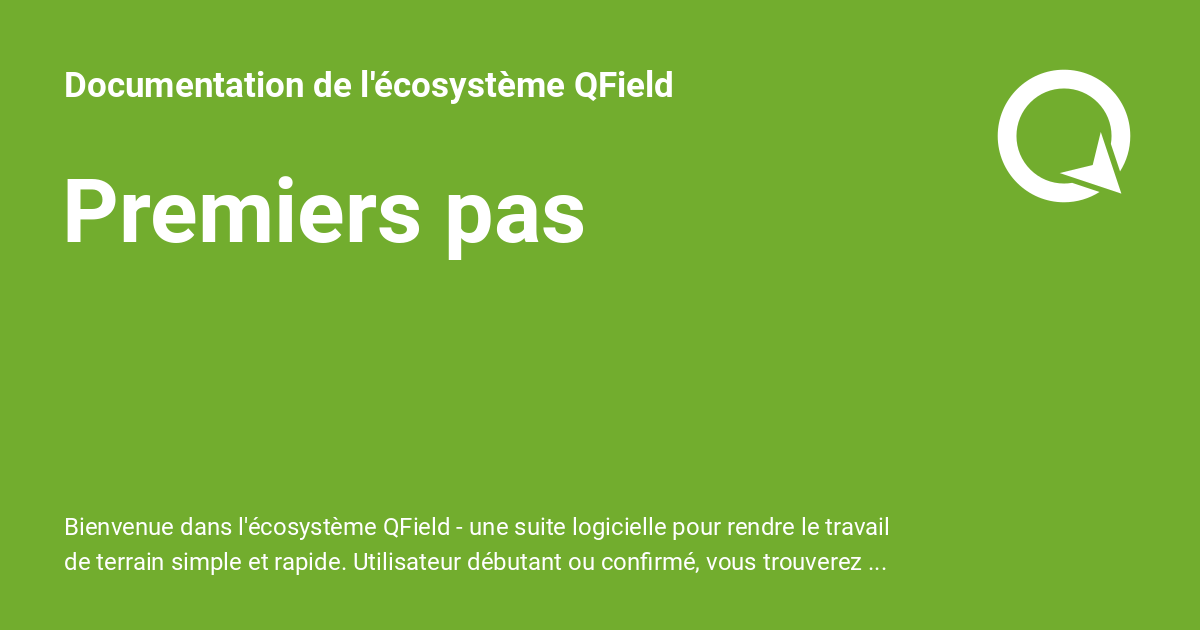 Documentation de l'écosystème QField
Premiers pas
Bienvenue dans l'écosystème QField - une suite logicielle pour rendre le travail
de terrain simple et rapide. Utilisateur débutant ou confirmé, vous trouverez ...